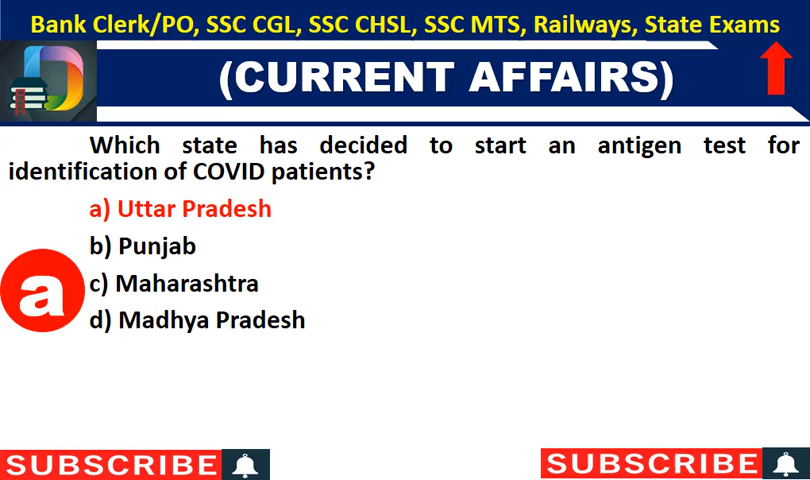 Bank Clerk/PO, SSC CGL, SSC CHSL, SSC MTS, Railways, State Exams
(CURRENT AFFAIRS)
Which state has decided to start an antigen test for
identification of COVID patients?
a) Uttar Pradesh
b) Punjab
a
c) Maharashtra
d) Madhya Pradesh
SUBSCRIBE
SUBSCRIBE